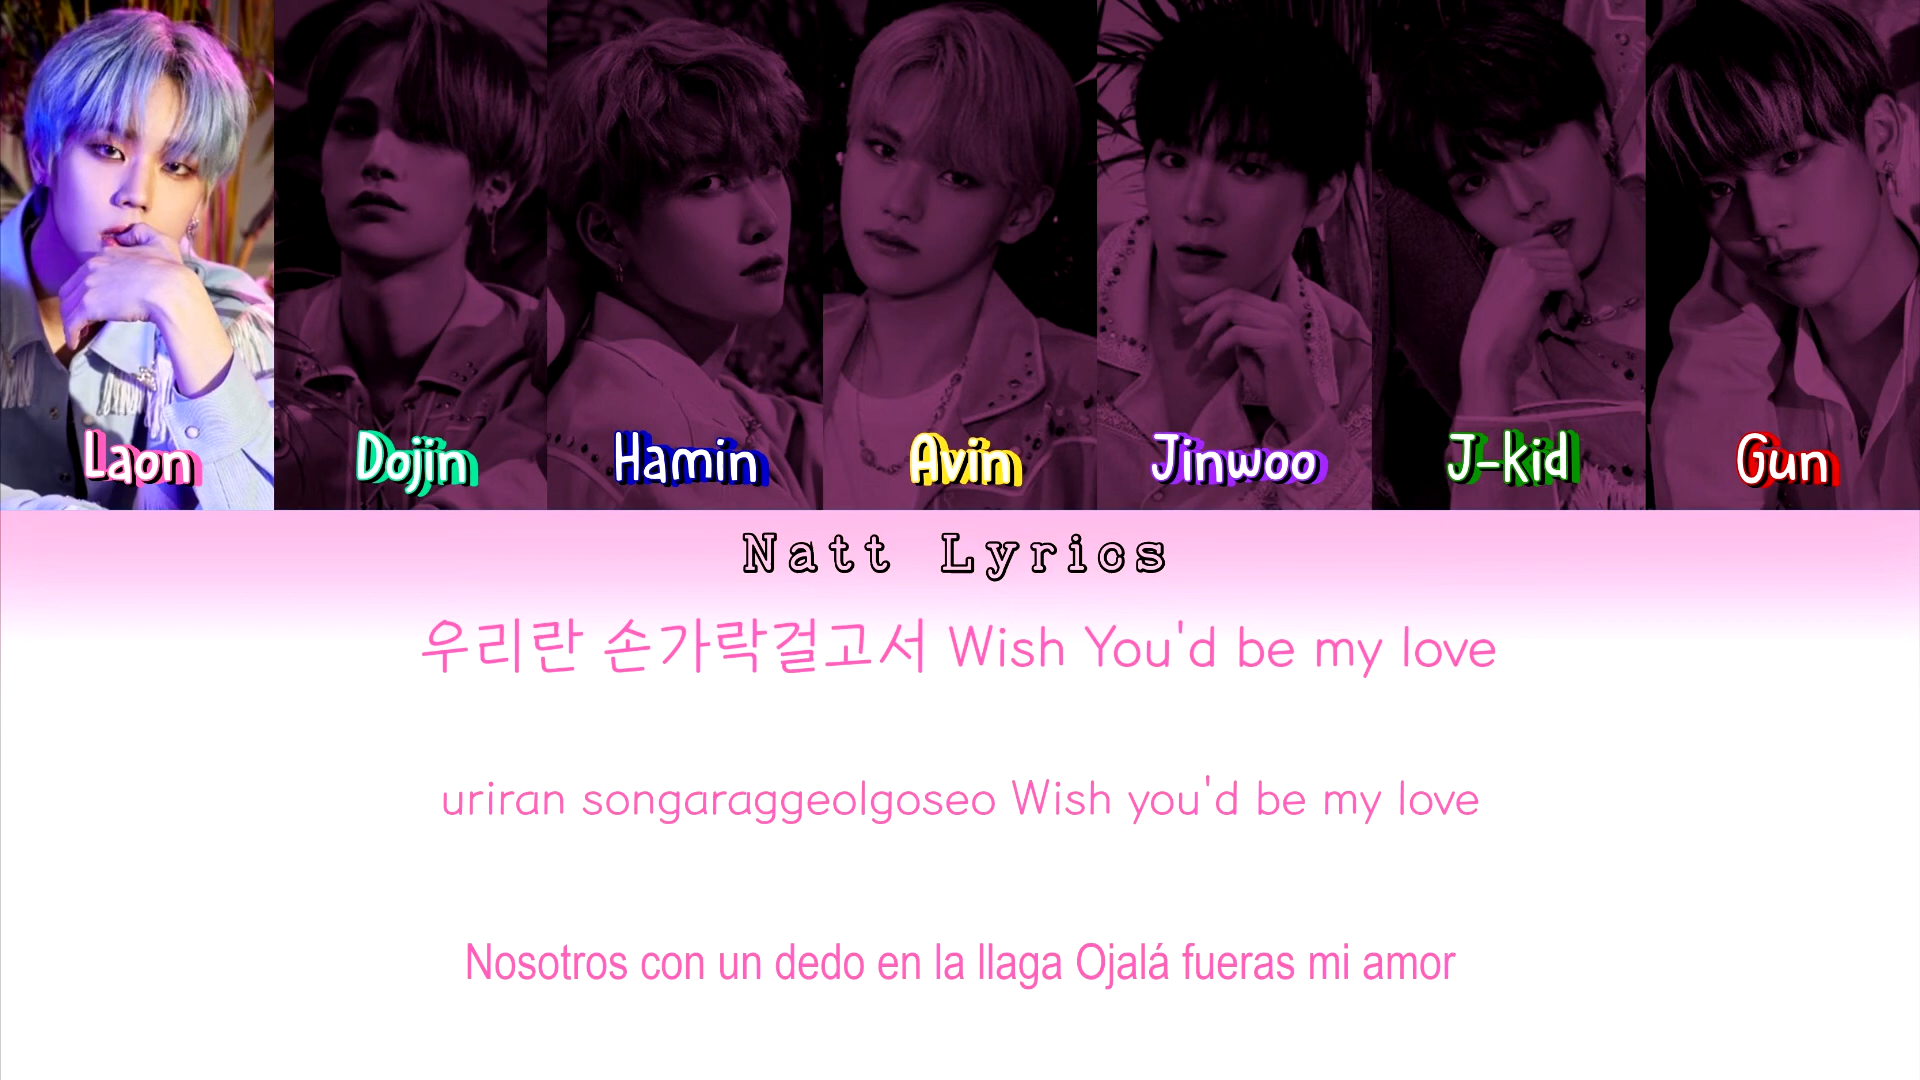 Laon Dojin Hamin Avin Jinwoo J-kid Gun
Natt Lyrics
우리란 손가락걸고서 Wish You'd be my love
uriran songaraggeolgoseo Wish you'd be my love
Nosotros con un dedo en la llaga Ojalá fueras mi amor